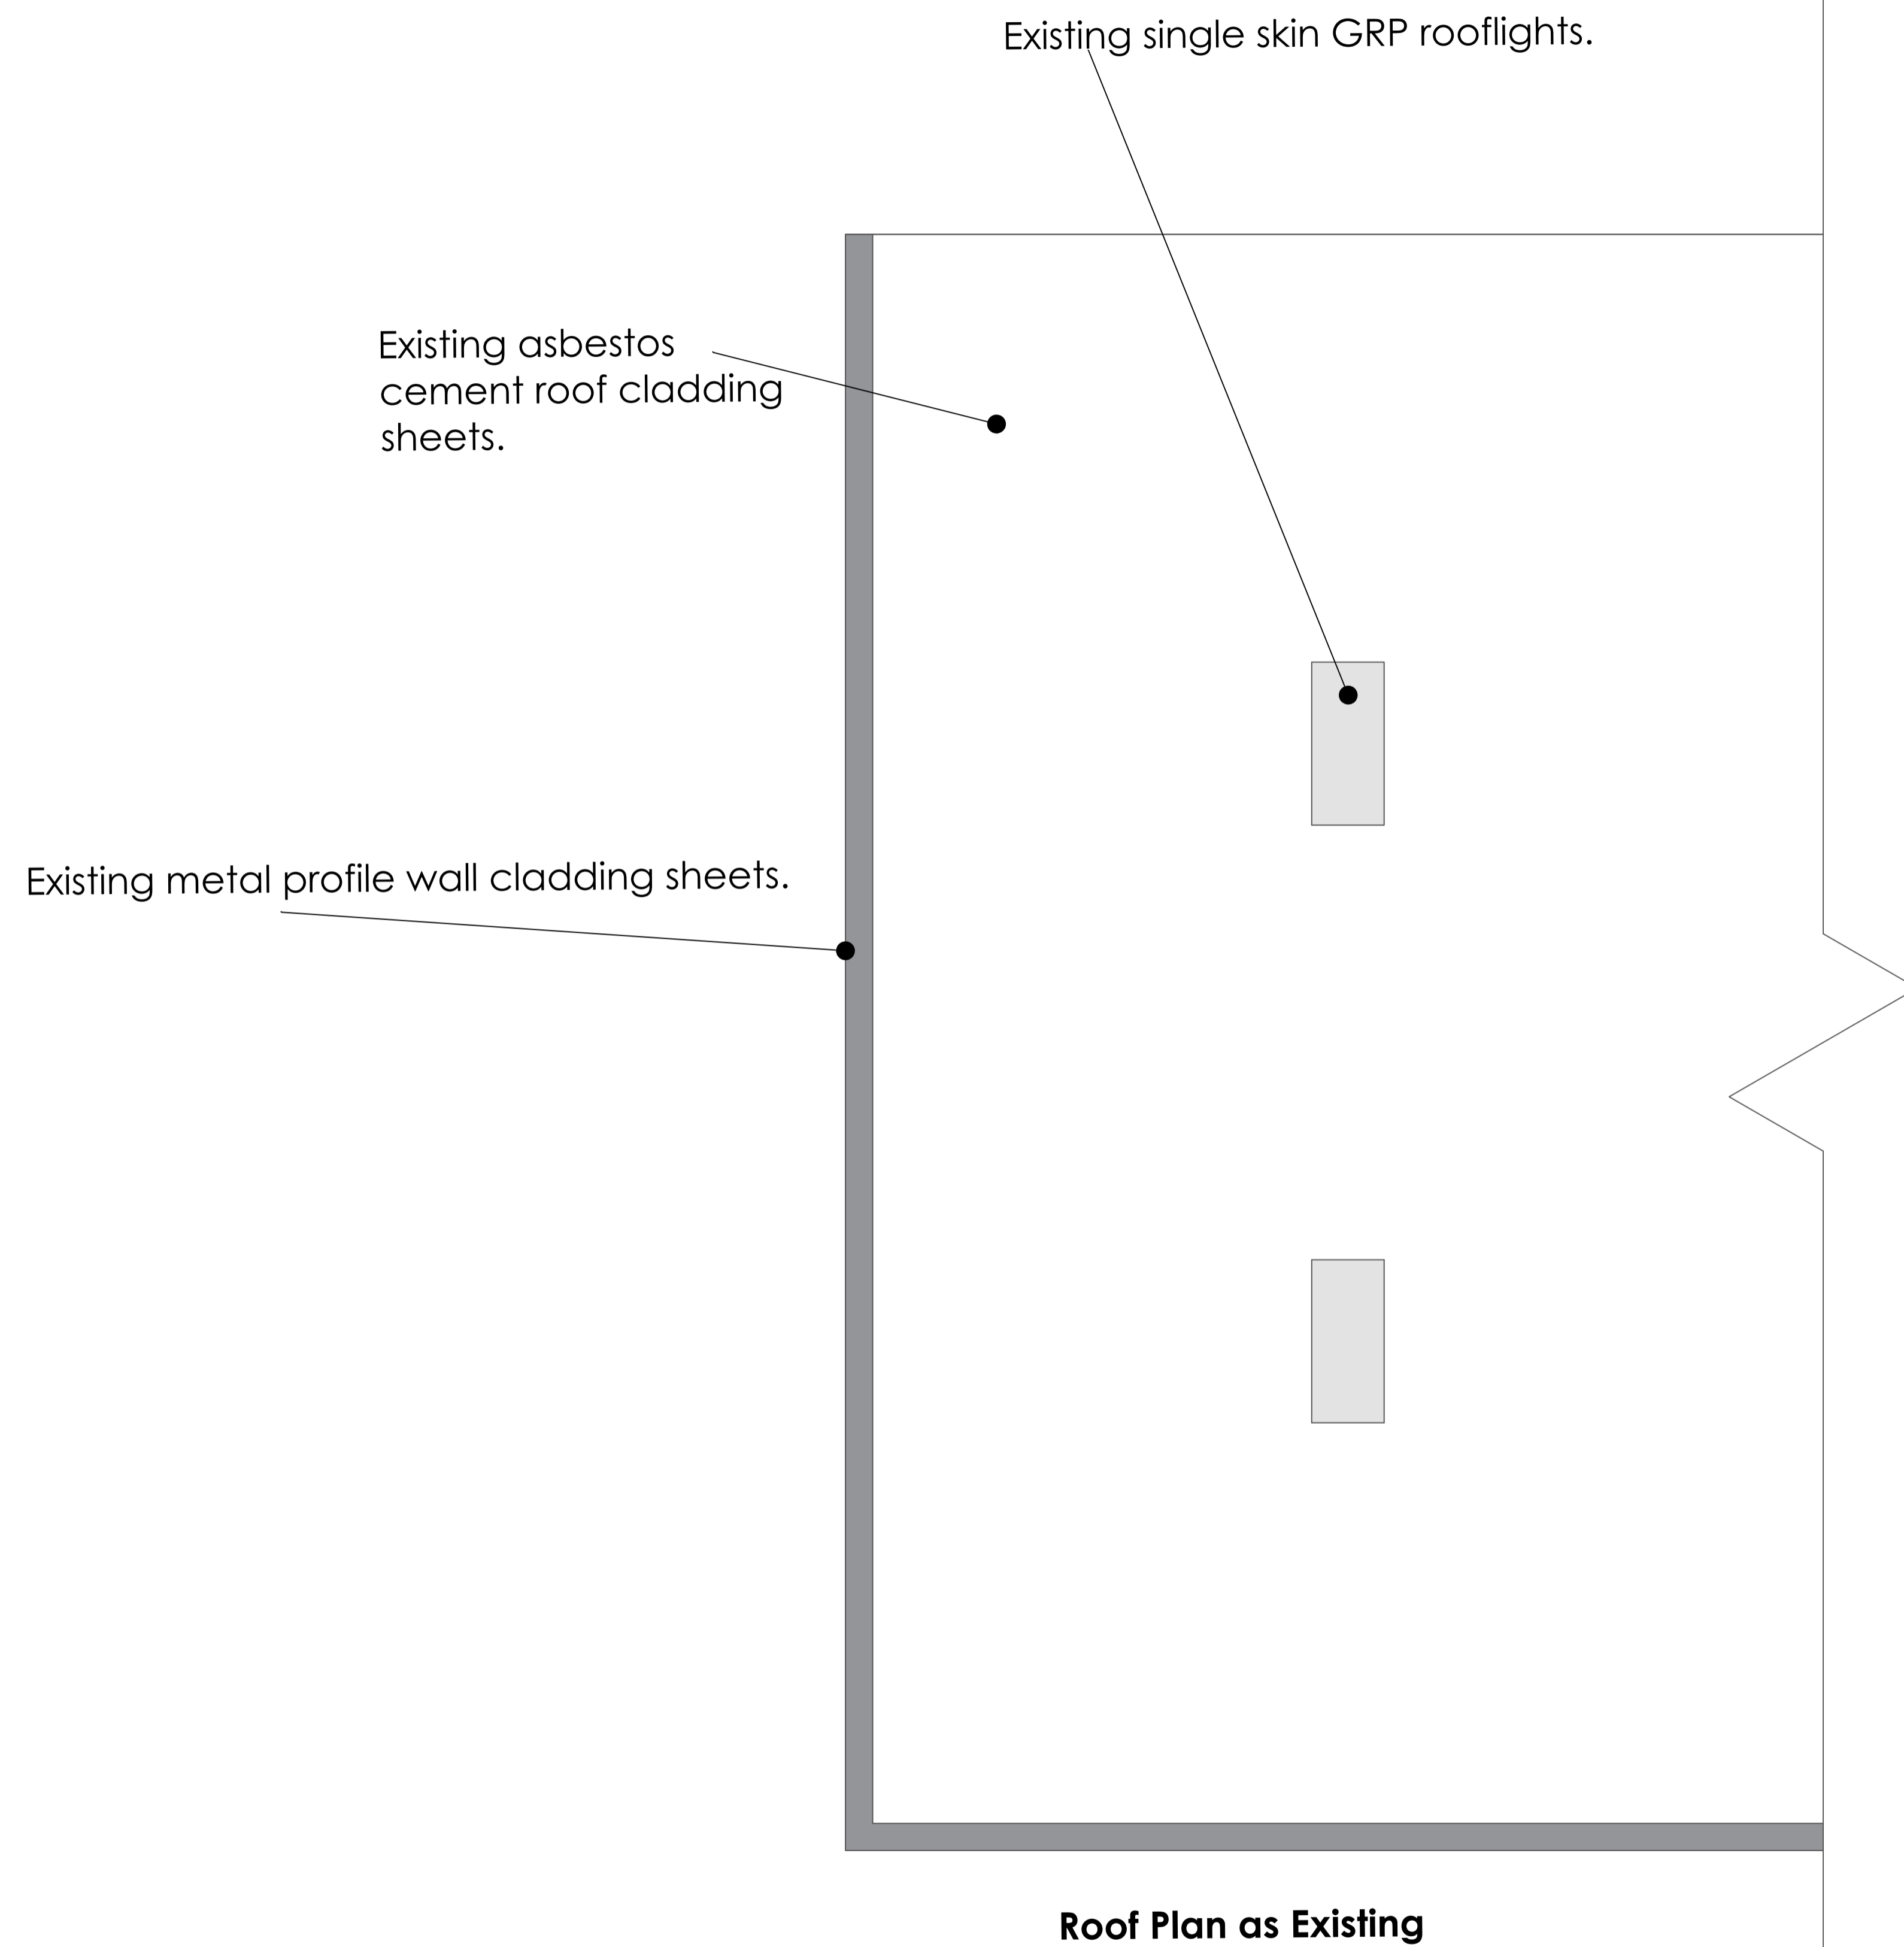 Existing single skin GRP rooflights.
Existing asbestos
cement roof cladding
sheets.
Existing metal profile wall cladding sheets.
Roof Plan as Existing